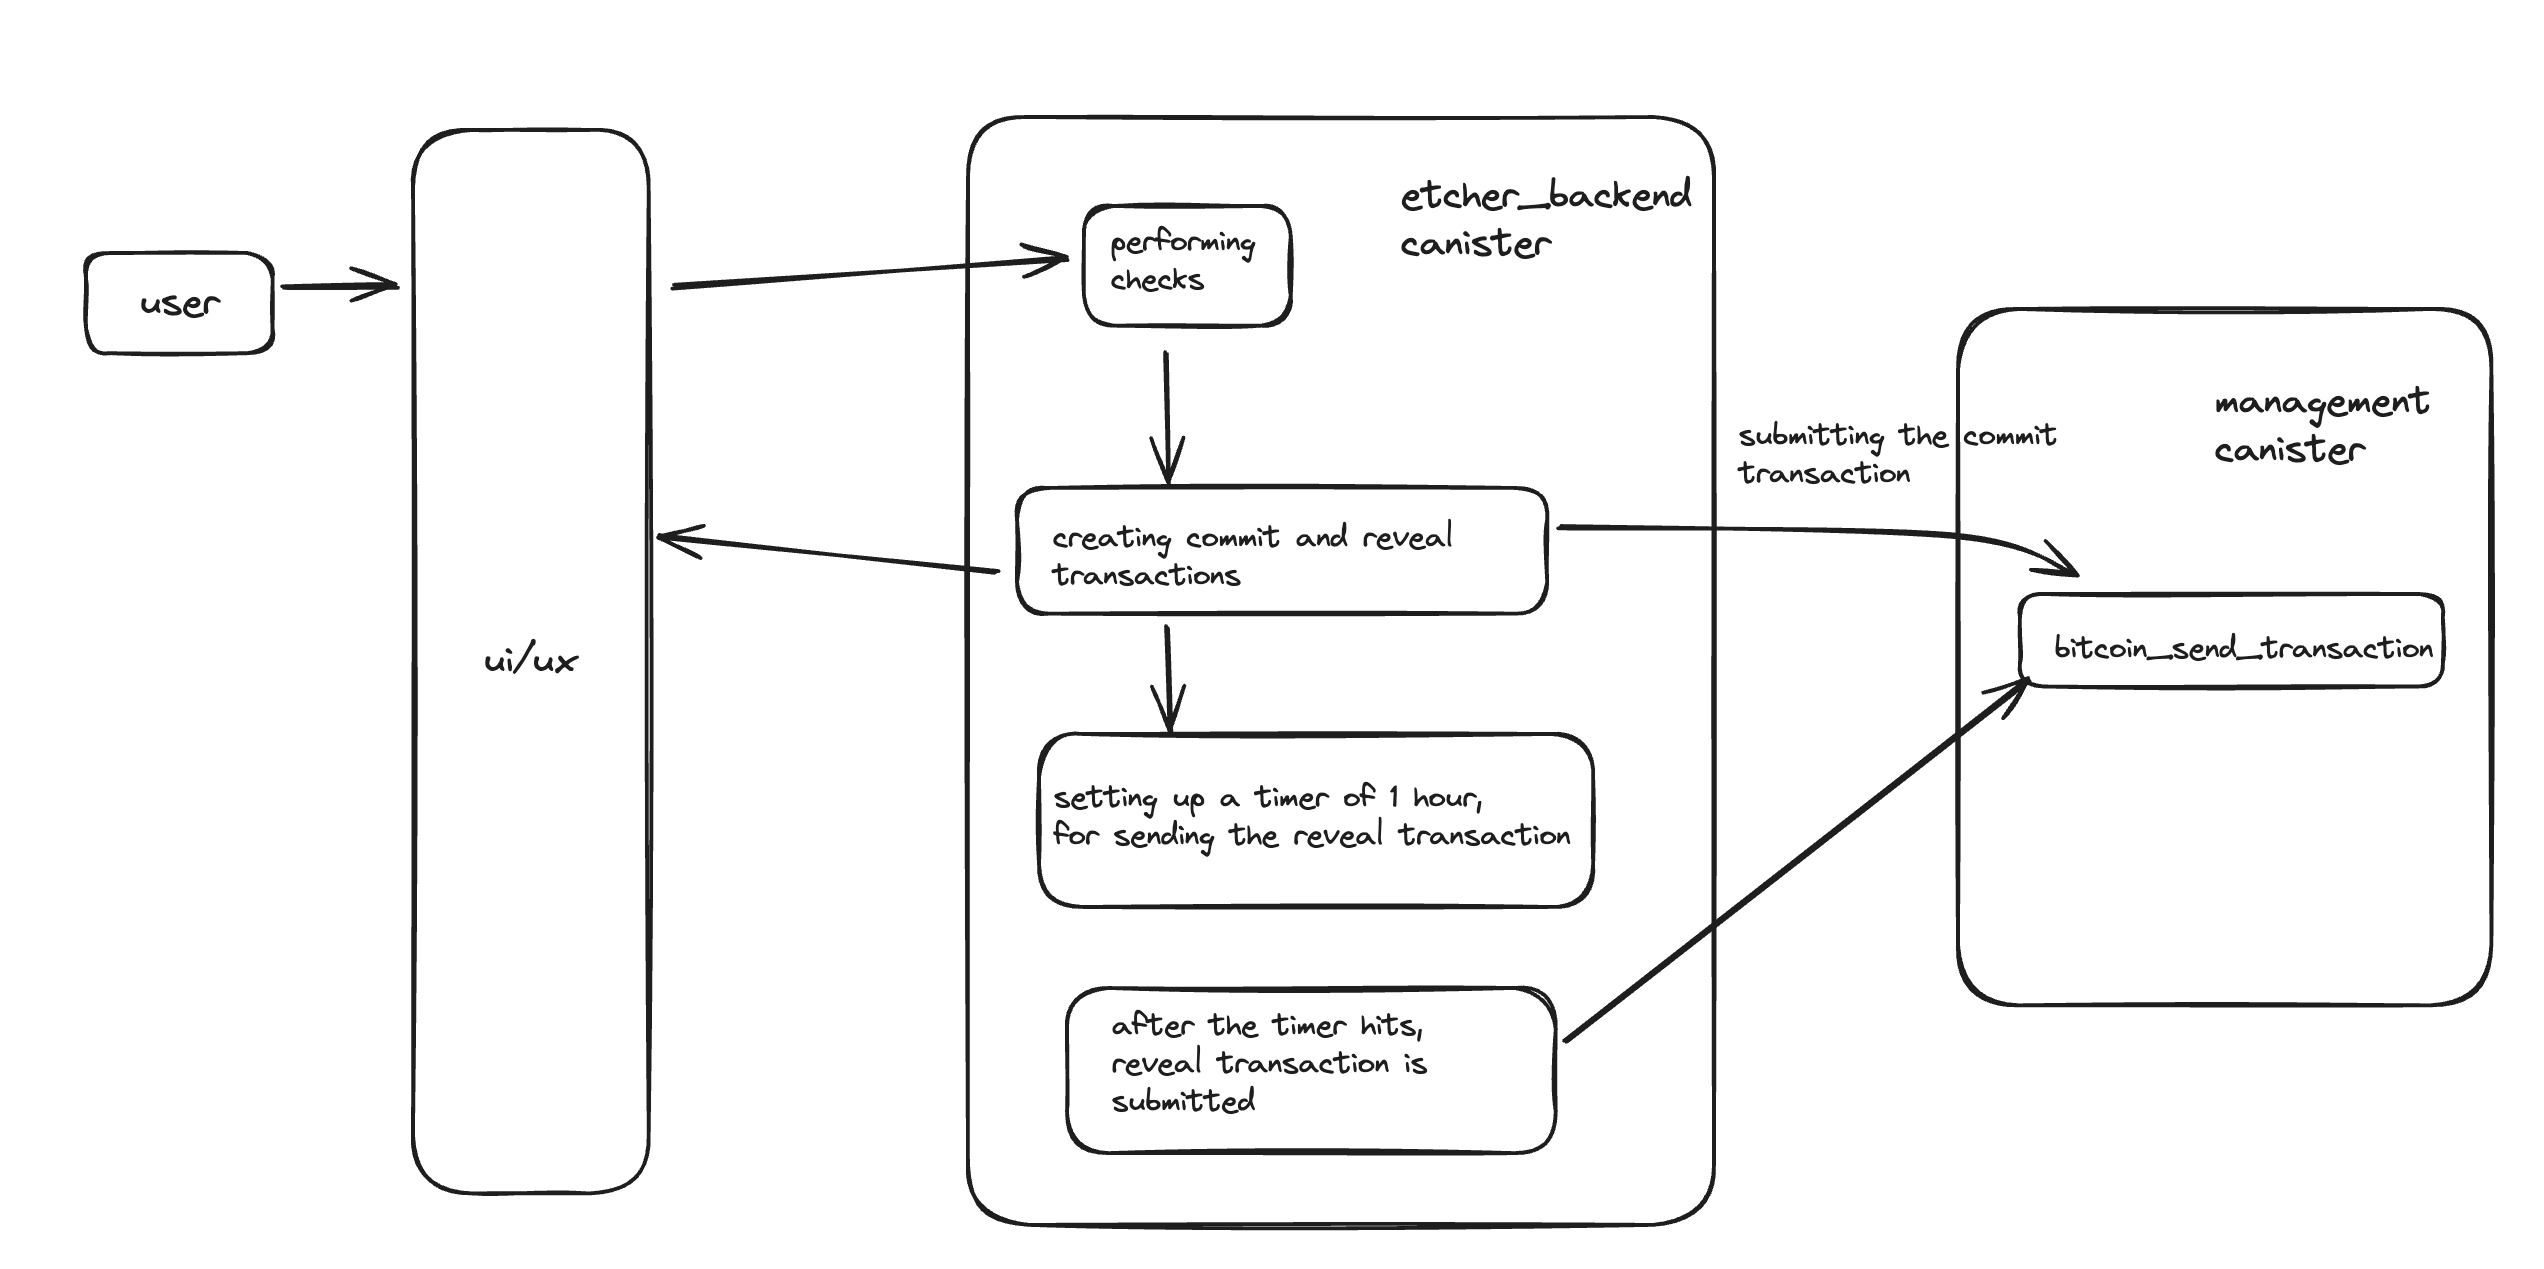 user
ui/ux
etcher_backend
canister
performing
checks
creating commit and reveal
transactions
setting up a timer of 1 hour,
for sending the reveal transaction
after the timer hits,
reveal transaction is
submitted
submitting the commit
transaction
management
canister
bitcoin_send_transaction